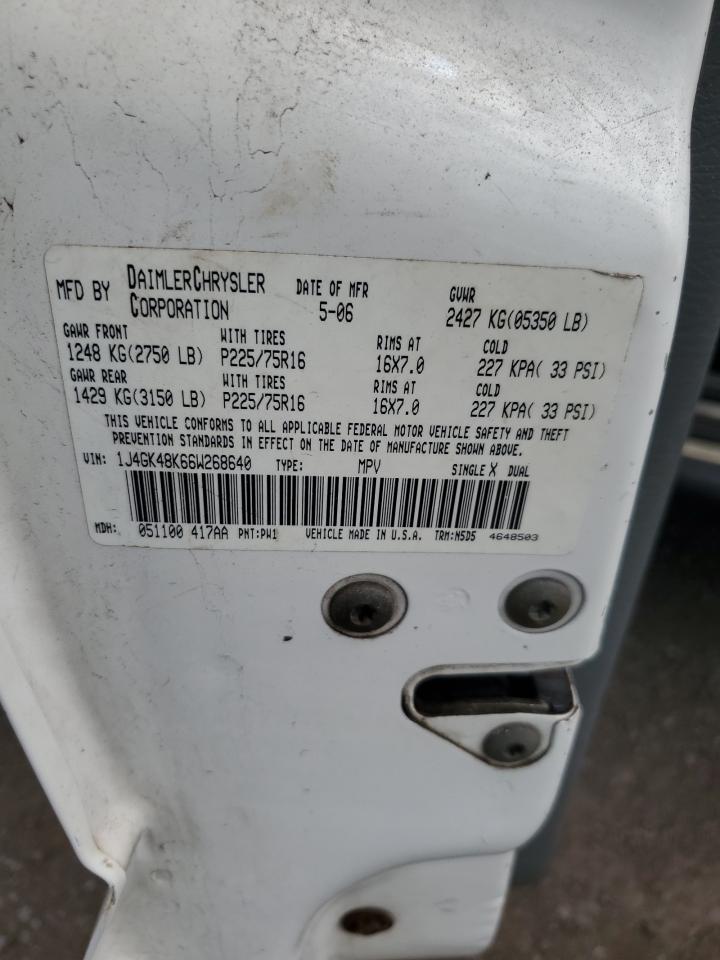 MFD BY DAIMLERCHRYSLER CORPORATION DATE OF MFR 5-06 GVWR 2427 KG(05350 LB)
GAWR FRONT WITH TIRES RIMS AT COLD
1248 KG(2750 LB) P225/75R16 16X7.0 227 KPA( 33 PSI)
GAWR REAR WITH TIRES RIMS AT COLD
1429 KG(3150 LB) P225/75R16 16X7.0 227 KPA( 33 PSI)
THIS VEHICLE CONFORMS TO ALL APPLICABLE FEDERAL MOTOR VEHICLE SAFETY AND THEFT
PREVENTION STANDARDS IN EFFECT ON THE DATE OF MANUFACTURE SHOWN ABOVE.
VIN: 1J4GK48K66W268640 TYPE: MPV SINGLE X DUAL
MDH: 051100 417AA PNT:PW1 VEHICLE MADE IN U.S.A. TRM:N5D5 4648503